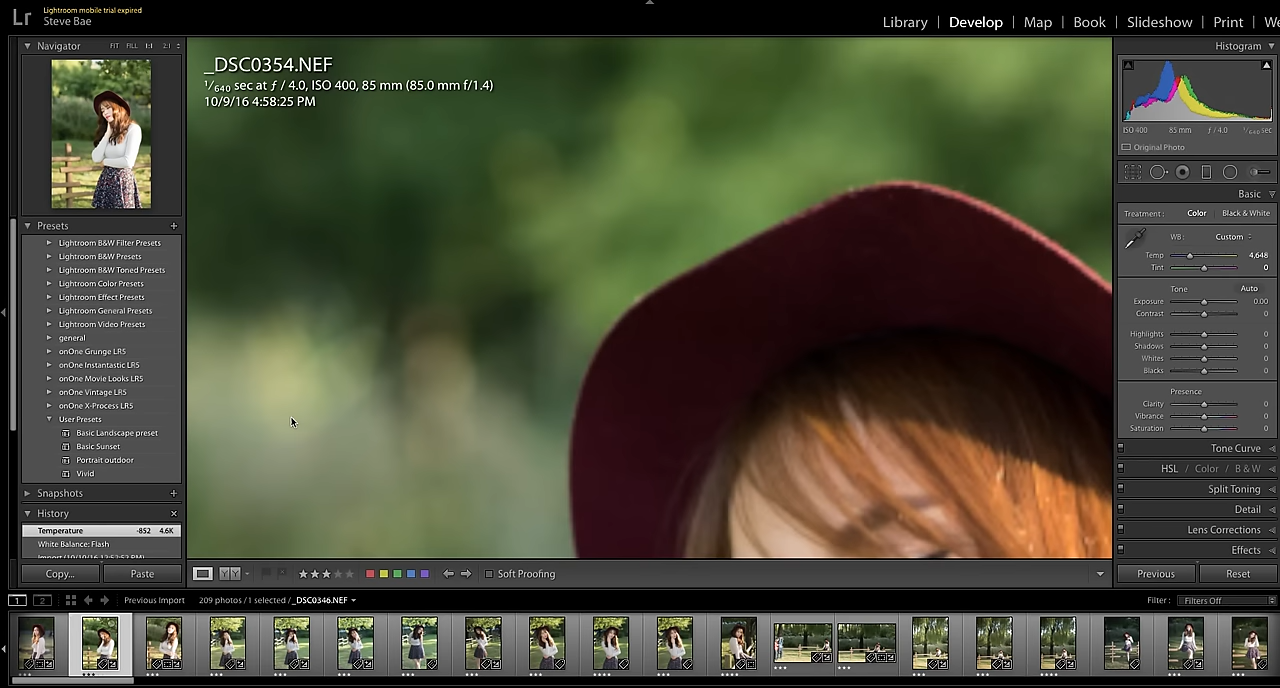 Lr
Lightroom mobile trial expired
Steve Bae
Library | Develop | Map | Book | Slideshow | Print | We
Navigator FIT FILL 1:1 2:1
_DSC0354.NEF
1/640 sec at ƒ / 4.0, ISO 400, 85 mm (85.0 mm f/1.4)
10/9/16 4:58:25 PM
Presets +
Lightroom B&W Filter Presets
Lightroom B&W Presets
Lightroom B&W Toned Presets
Lightroom Color Presets
Lightroom Effect Presets
Lightroom General Presets
Lightroom Video Presets
general
onOne Grunge LR5
onOne Instantastic LR5
onOne Movie Looks LR5
onOne Vintage LR5
onOne X-Process LR5
User Presets
Basic Landscape preset
Basic Sunset
Portrait outdoor
Vivid
Snapshots +
History ×
Temperature -852 4.6K
White Balance: Flash
Import (10/10/16 12:52:52 PM)
Copy... Paste
Y Y
Soft Proofing
Histogram
ISO 400 85 mm ƒ / 4.0 1/640 sec
Original Photo
Basic
Treatment : Color Black & White
WB : Custom
Temp 4,648
Tint 0
Tone Auto
Exposure 0.00
Contrast 0
Highlights 0
Shadows 0
Whites 0
Blacks 0
Presence
Clarity 0
Vibrance 0
Saturation 0
Tone Curve
HSL / Color / B & W
Split Toning
Detail
Lens Corrections
Effects
Previous Reset
1 2 Previous Import 209 photos / 1 selected / _DSC0346.NEF
Filter : Filters Off